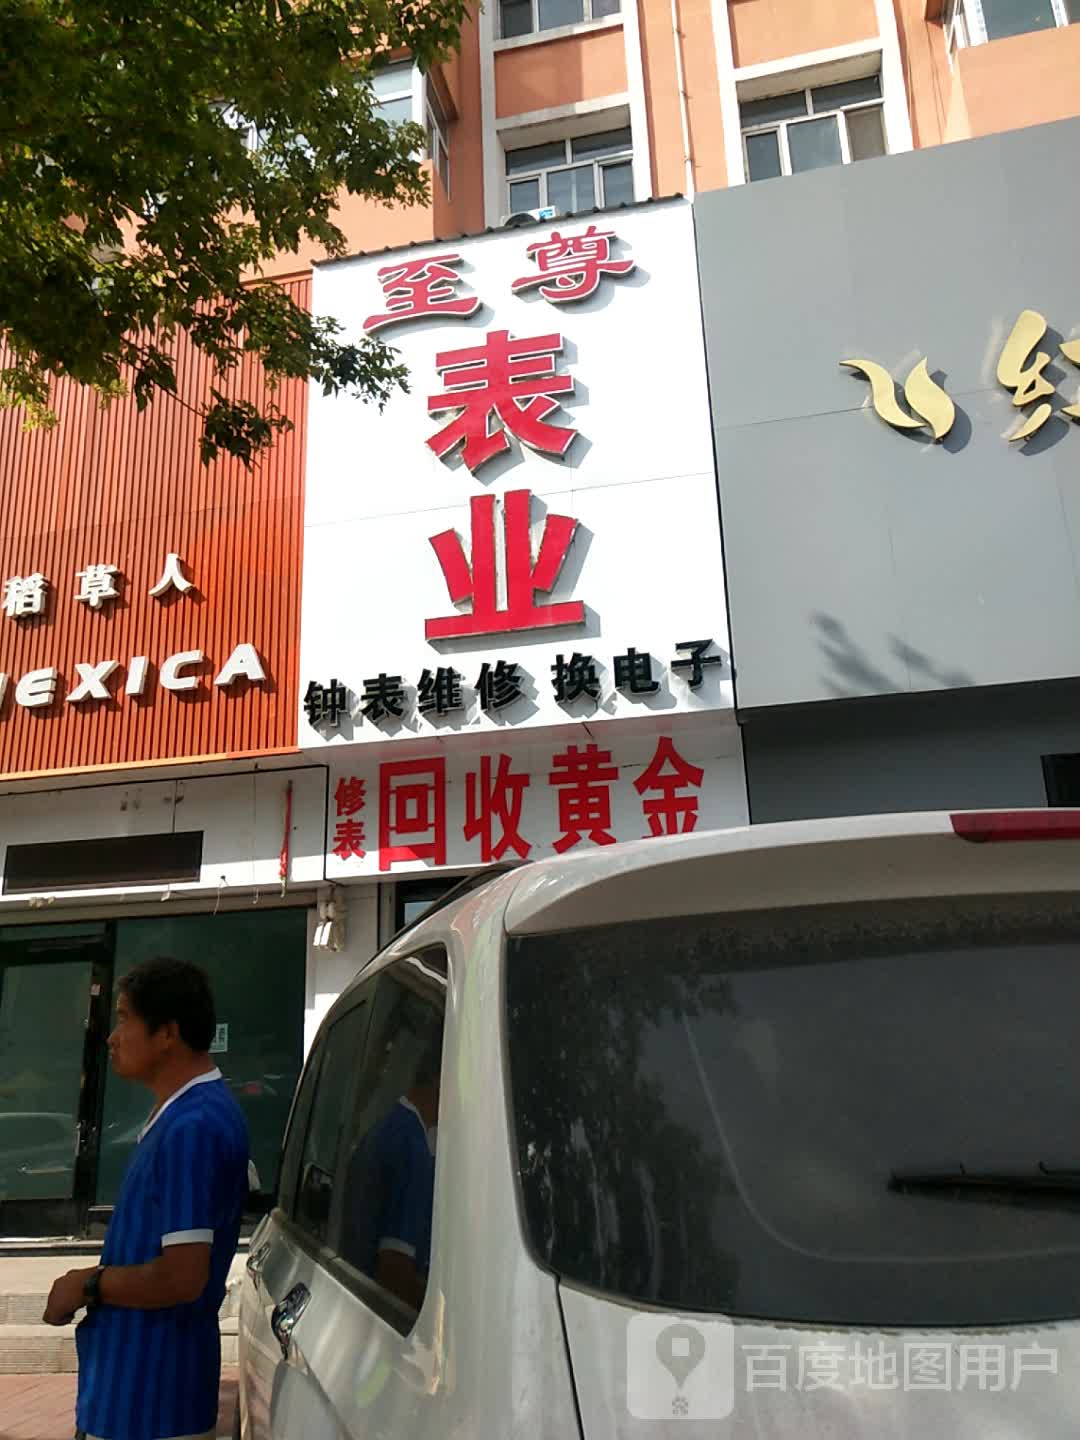 至尊
表
业
钟表维修 换电子
修表
回收黄金
稻草人
MEXICA
百度地图用户